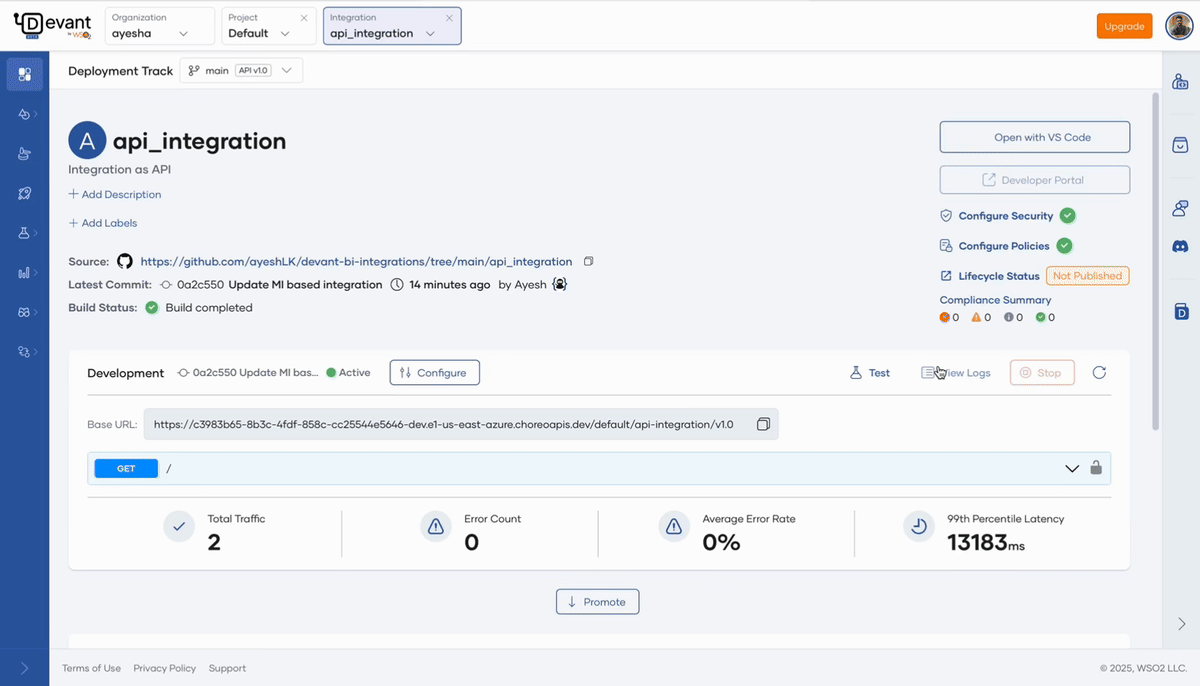 Devant
BETA
by WSO2
Organization
ayesha
Project
Default
Integration
api_integration
Upgrade
Deployment Track
main
API v1.0
A
api_integration
Integration as API
Add Description
Add Labels
Source:
https://github.com/ayeshLK/devant-bi-integrations/tree/main/api_integration
Latest Commit: 0a2c550 Update MI based integration 14 minutes ago by Ayesh
Build Status: Build completed
Open with VS Code
Developer Portal
Configure Security
Configure Policies
Lifecycle Status Not Published
Compliance Summary
0 0 0 0
Development 0a2c550 Update MI bas... Active Configure Test View Logs Stop
Base URL: https://c3983b65-8b3c-4fdf-858c-cc25544e5646-dev.e1-us-east-azure.choreoapis.dev/default/api-integration/v1.0
GET /
Total Traffic
2
Error Count
0
Average Error Rate
0%
99th Percentile Latency
13183ms
Promote
Terms of Use Privacy Policy Support
© 2025, WSO2 LLC.